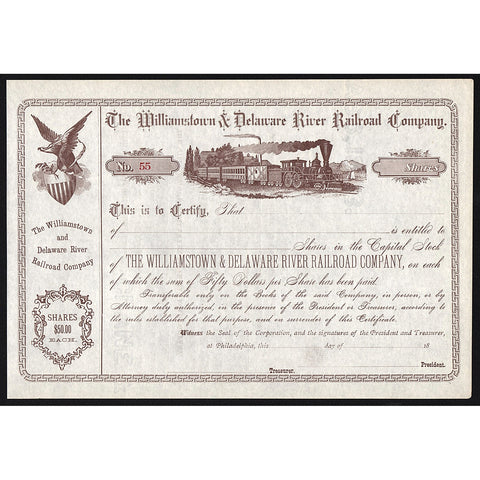 The Williamstown & Delaware River Railroad Company.
No. 55
Shares
The Williamstown
and
Delaware River
Railroad Company
SHARES
$50.00
EACH.
This is to Certify, That
of is entitled to
Shares in the Capital Stock
of THE WILLIAMSTOWN & DELAWARE RIVER RAILROAD COMPANY, on each
of which the sum of Fifty Dollars per Share has been paid.
Transferable only on the Books of the said Company, in person, or by
Attorney duly authorized, in the presence of the President or Treasurer, according to
the rules established for that purpose, and on surrender of this Certificate.
Witness the Seal of the Corporation, and the signatures of the President and Treasurer,
at Philadelphia, this day of 18
President.
Treasurer.